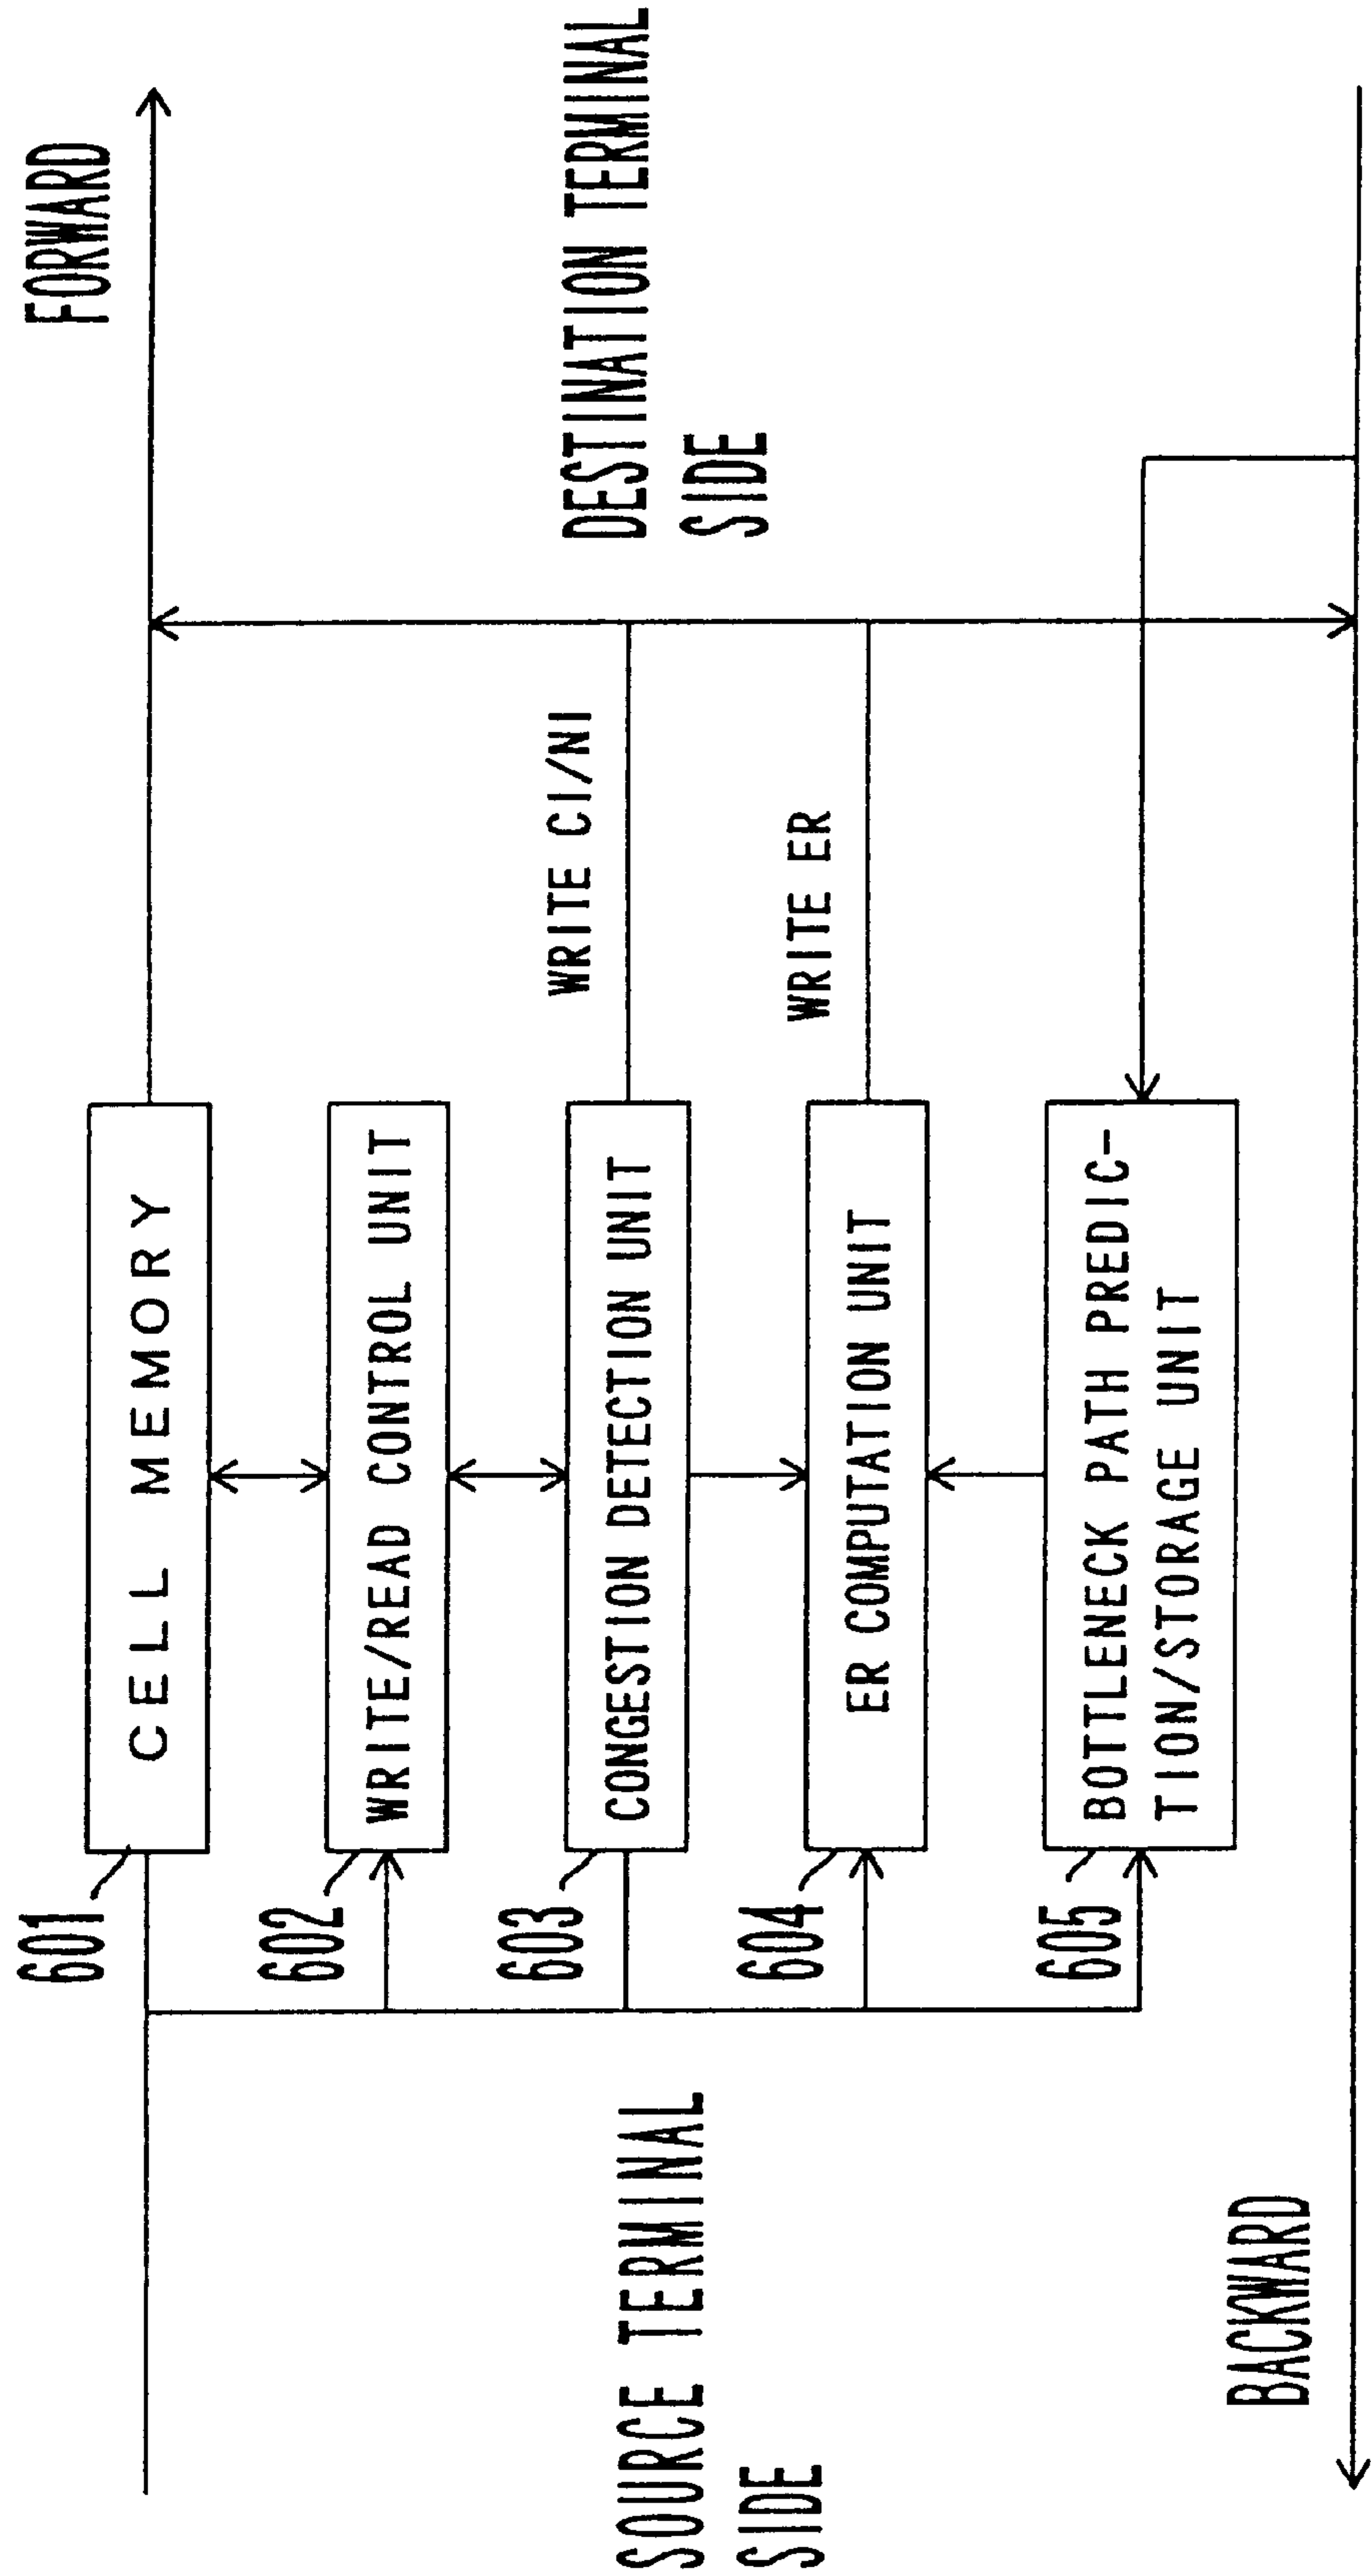 FORWARD
601
CELL MEMORY
602
WRITE/READ CONTROL UNIT
603
CONGESTION DETECTION UNIT
WRITE CI/NI
604
ER COMPUTATION UNIT
WRITE ER
605
BOTTLENECK PATH PREDIC-
TION/STORAGE UNIT
SOURCE TERMINAL
SIDE
DESTINATION TERMINAL
SIDE
BACKWARD